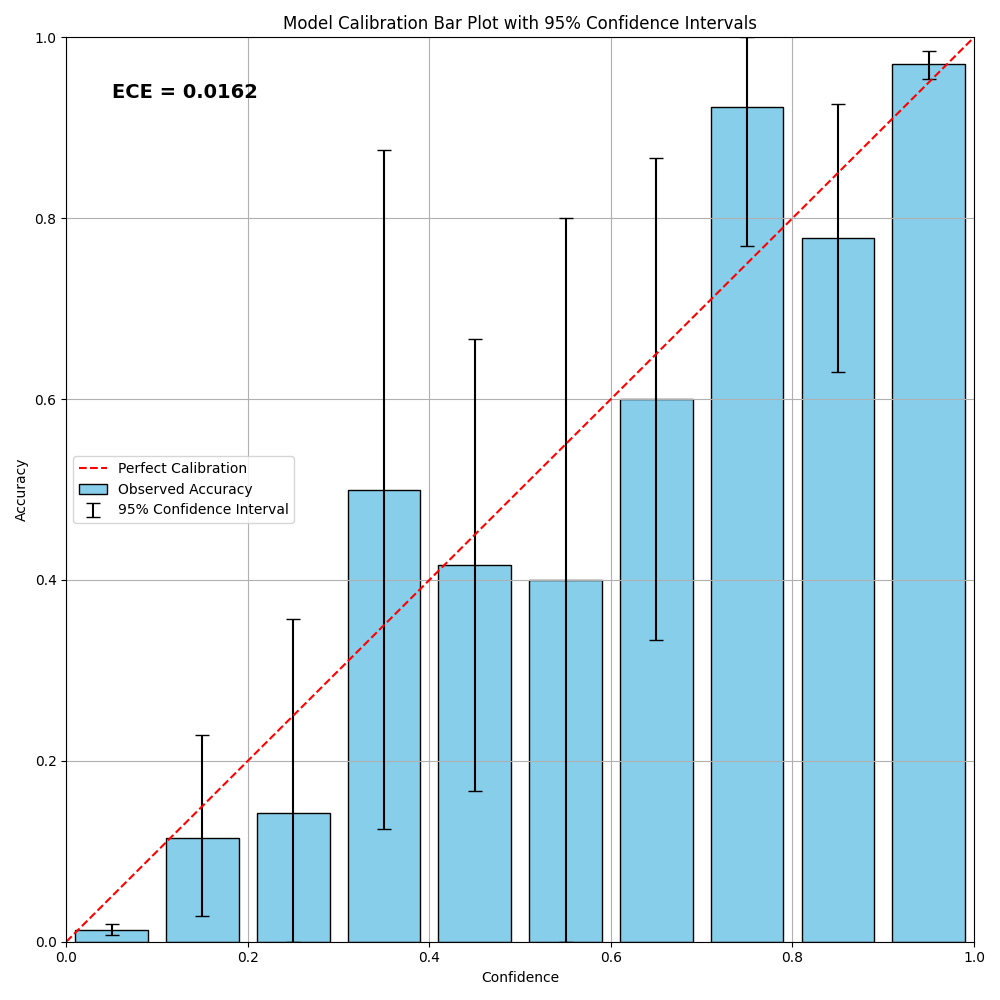 Model Calibration Bar Plot with 95% Confidence Intervals
ECE = 0.0162
Accuracy
1.0
0.8
0.6
0.4
0.2
0.0
Perfect Calibration
Observed Accuracy
95% Confidence Interval
0.0 0.2 0.4 0.6 0.8 1.0
Confidence